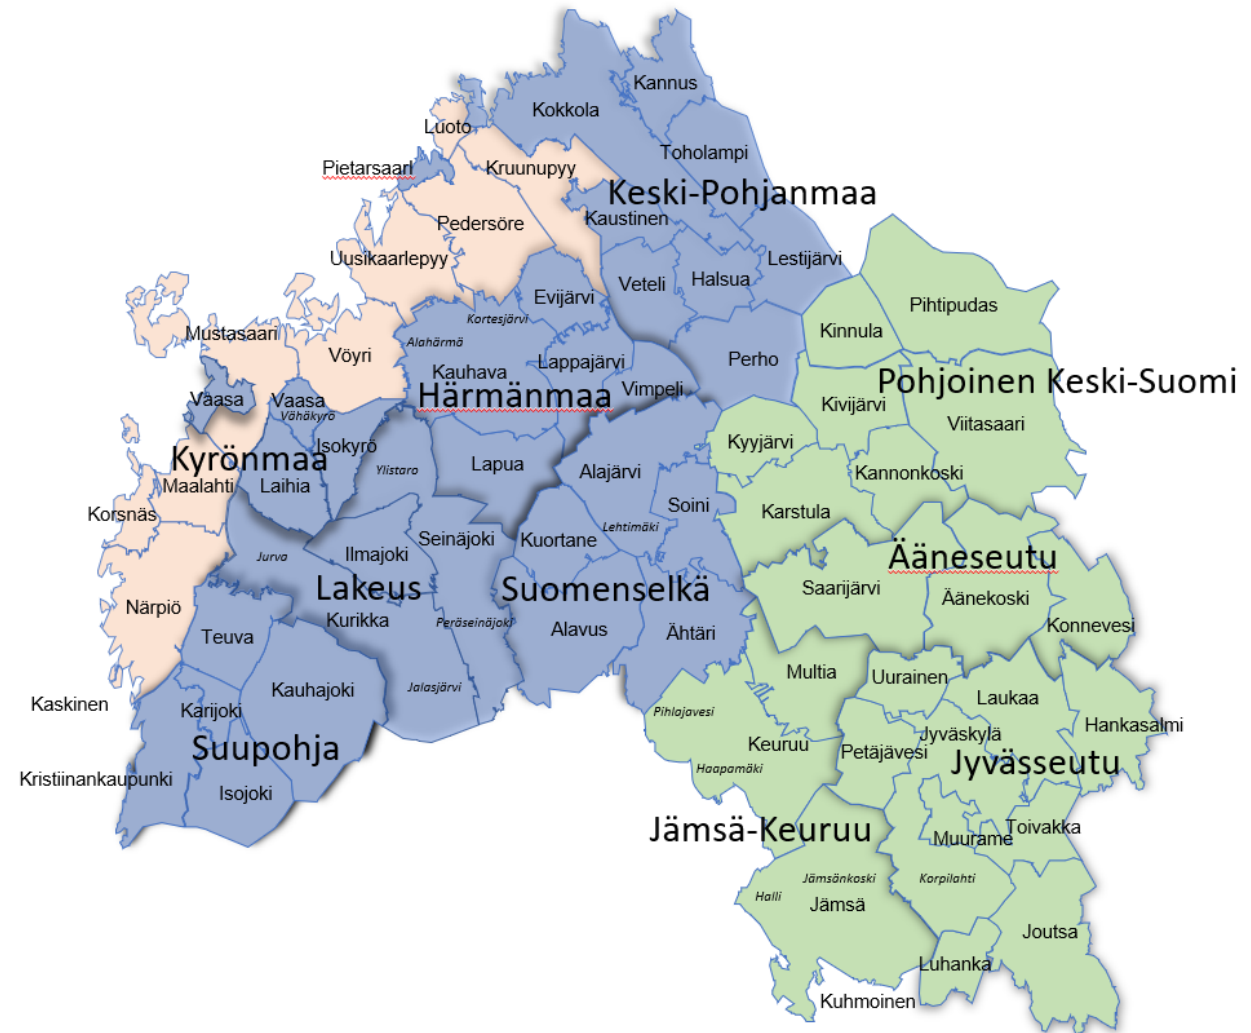 Kannus
Kokkola
Luoto
Toholampi
Pietarsaari
Kruunupyy
Keski-Pohjanmaa
Kaustinen
Pedersöre
Uusikaarlepyy
Lestijärvi
Halsua
Veteli
Evijärvi
Pihtipudas
Kortesjärvi
Mustasaari
Kinnula
Alahärmä
Vöyri
Perho
Lappajärvi
Kauhava
Pohjoinen Keski-Suomi
Vimpeli
Härmänmaa
Vaasa
Vaasa
Kivijärvi
Vähäkyrö
Viitasaari
Kyyjärvi
Isokyrö
Kyrönmaa
Lapua
Ylistaro
Alajärvi
Kannonkoski
Maalahti
Laihia
Soini
Korsnäs
Karstula
Lehtimäki
Seinäjoki
Kuortane
Ilmajoki
Jurva
Ääneseutu
Lakeus
Suomenselkä
Saarijärvi
Äänekoski
Närpiö
Kurikka
Peräseinäjoki
Konnevesi
Alavus
Ähtäri
Teuva
Multia
Uurainen
Jalasjärvi
Kauhajoki
Laukaa
Kaskinen
Karijoki
Pihlajavesi
Hankasalmi
Jyväskylä
Keuruu
Suupohja
Petäjävesi
Jyvässeutu
Haapamäki
Kristiinankaupunki
Isojoki
Jämsä-Keuruu
Toivakka
Muurame
Jämsänkoski
Korpilahti
Halli
Jämsä
Joutsa
Luhanka
Kuhmoinen